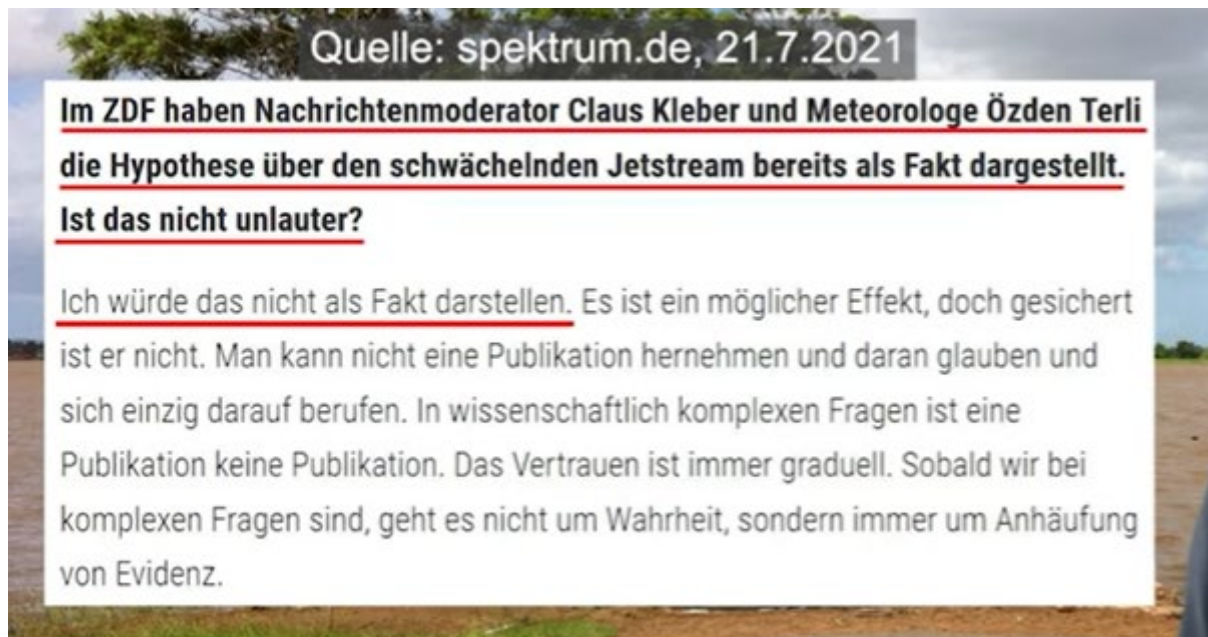 Quelle: spektrum.de, 21.7.2021
Im ZDF haben Nachrichtenmoderator Claus Kleber und Meteorologe Özden Terli
die Hypothese über den schwächelnden Jetstream bereits als Fakt dargestellt.
Ist das nicht unlauter?
Ich würde das nicht als Fakt darstellen. Es ist ein möglicher Effekt, doch gesichert
ist er nicht. Man kann nicht eine Publikation hernehmen und daran glauben und
sich einzig darauf berufen. In wissenschaftlich komplexen Fragen ist eine
Publikation keine Publikation. Das Vertrauen ist immer graduell. Sobald wir bei
komplexen Fragen sind, geht es nicht um Wahrheit, sondern immer um Anhäufung
von Evidenz.